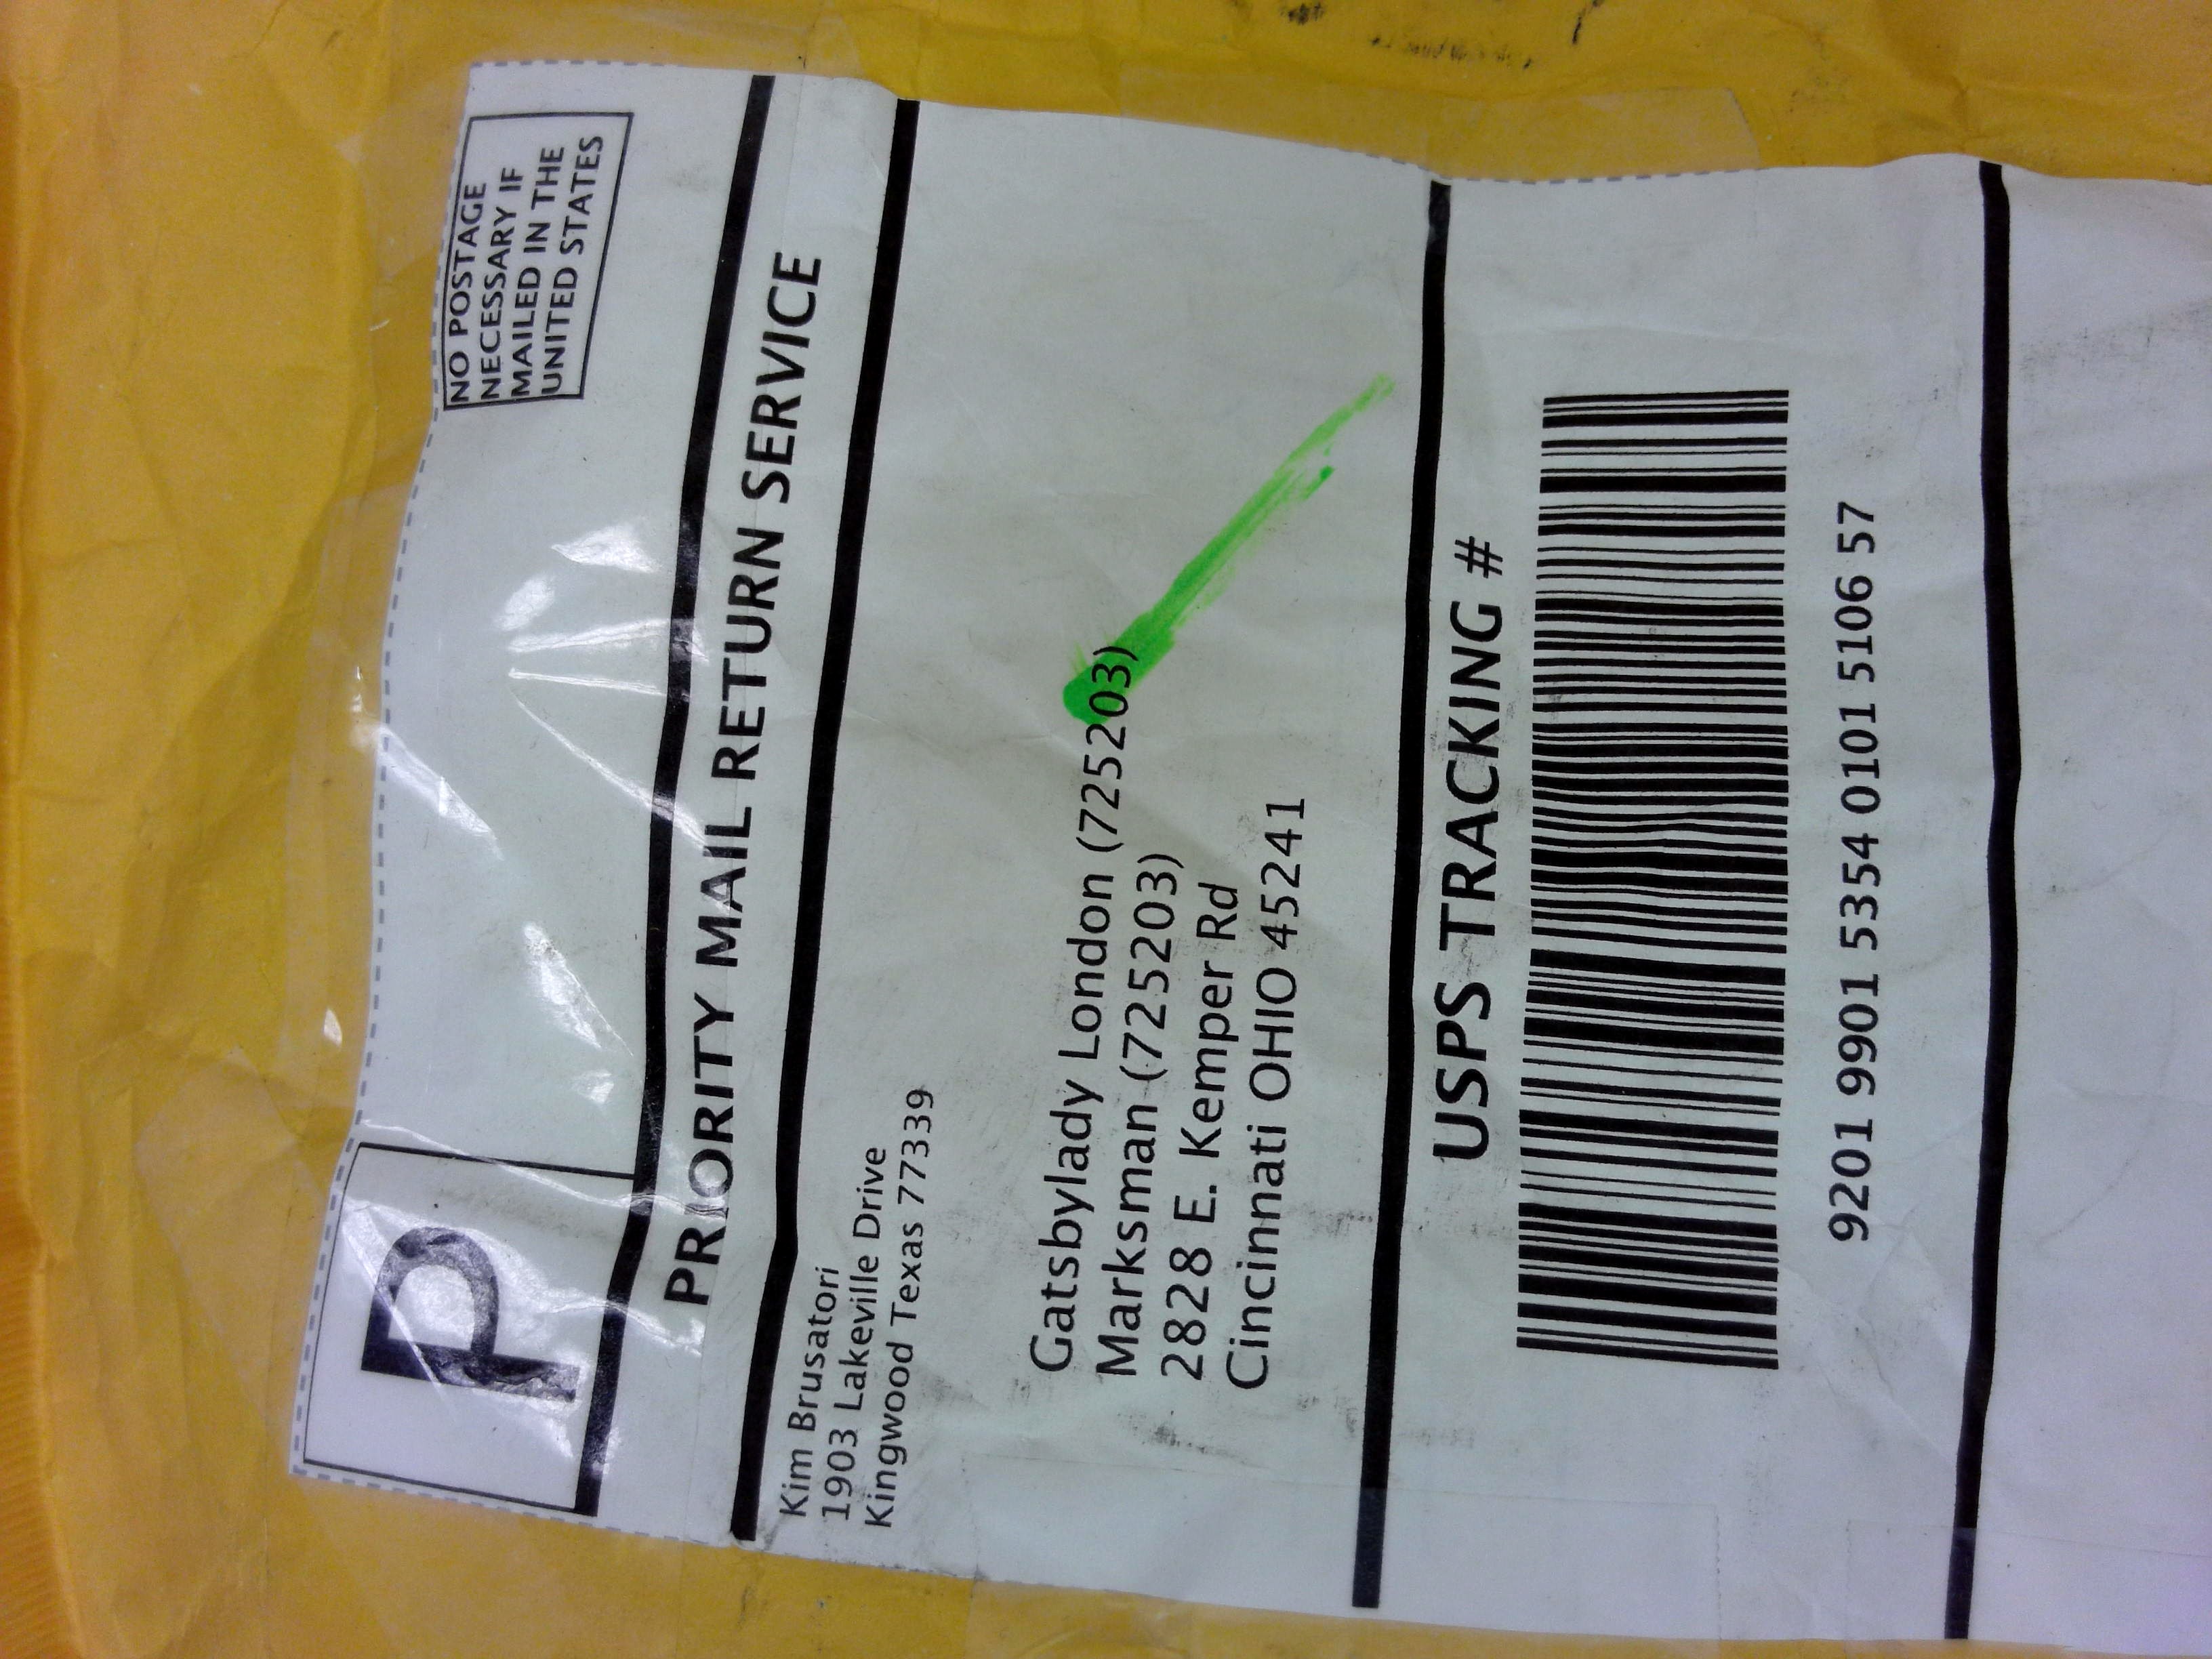 P
NO POSTAGE
NECESSARY IF
MAILED IN THE
UNITED STATES
PRIORITY MAIL RETURN SERVICE
Kim Brusatori
1903 Lakeville Drive
Kingwood Texas 77339
Gatsbylady London (725203)
Marksman (725203)
2828 E. Kemper Rd
Cincinnati OHIO 45241
USPS TRACKING #
9201 9901 5354 0101 5106 57